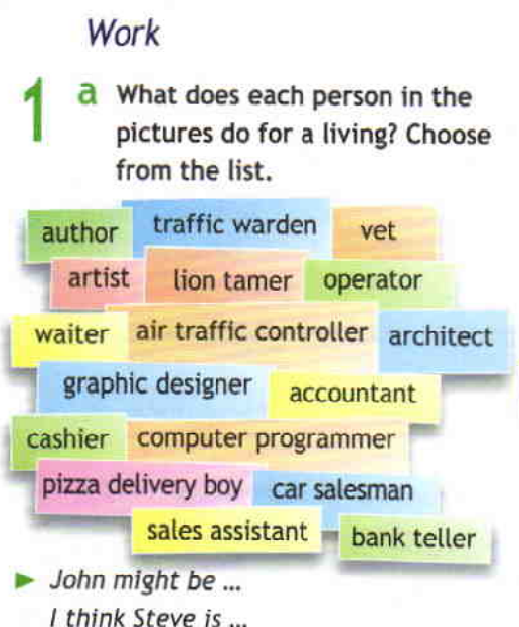 Work
1 a What does each person in the
pictures do for a living? Choose
from the list.
author traffic warden vet
artist lion tamer operator
waiter air traffic controller architect
graphic designer accountant
cashier computer programmer
pizza delivery boy car salesman
sales assistant bank teller
► John might be ...
I think Steve is ...